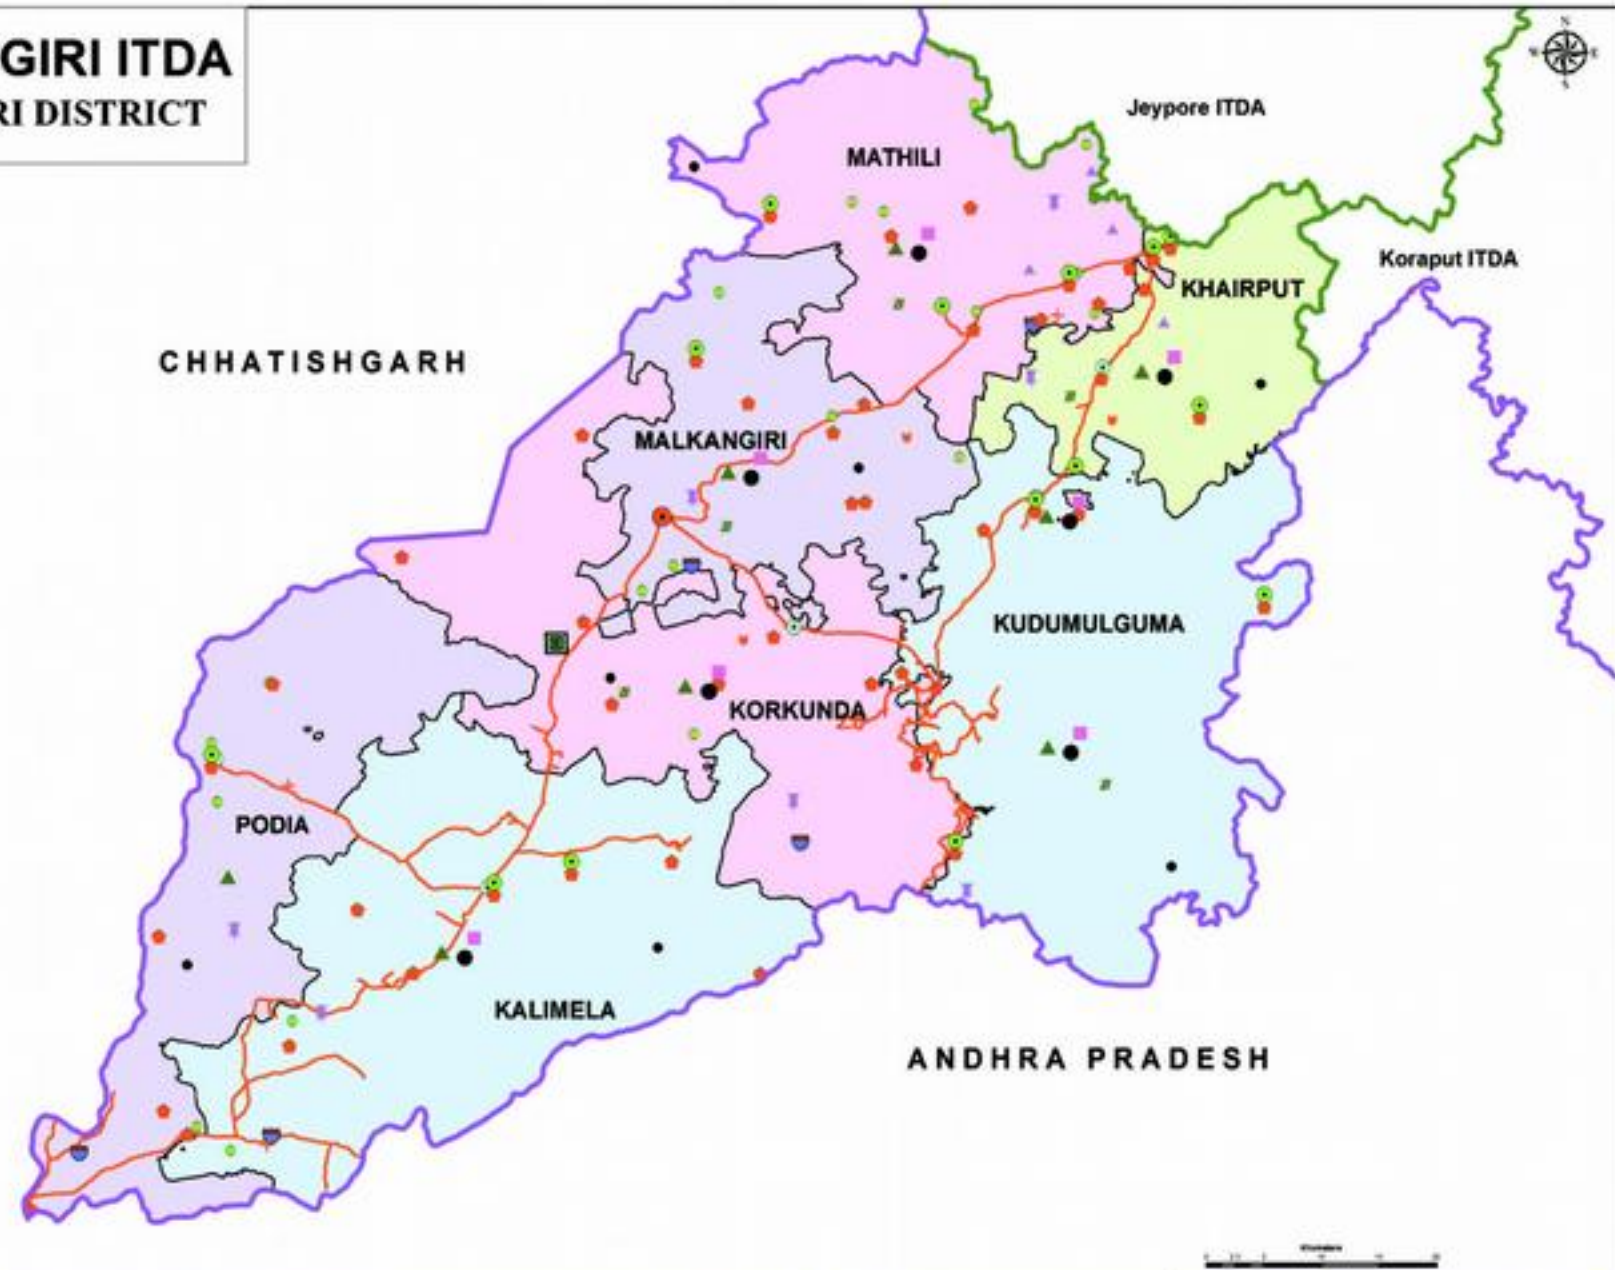 GIRI ITDA
RI DISTRICT
N
Jeypore ITDA
MATHILI
Koraput ITDA
KHAIRPUT
CHHATISHGARH
MALKANGIRI
KUDUMULGUMA
KORKUNDA
PODIA
KALIMELA
ANDHRA PRADESH